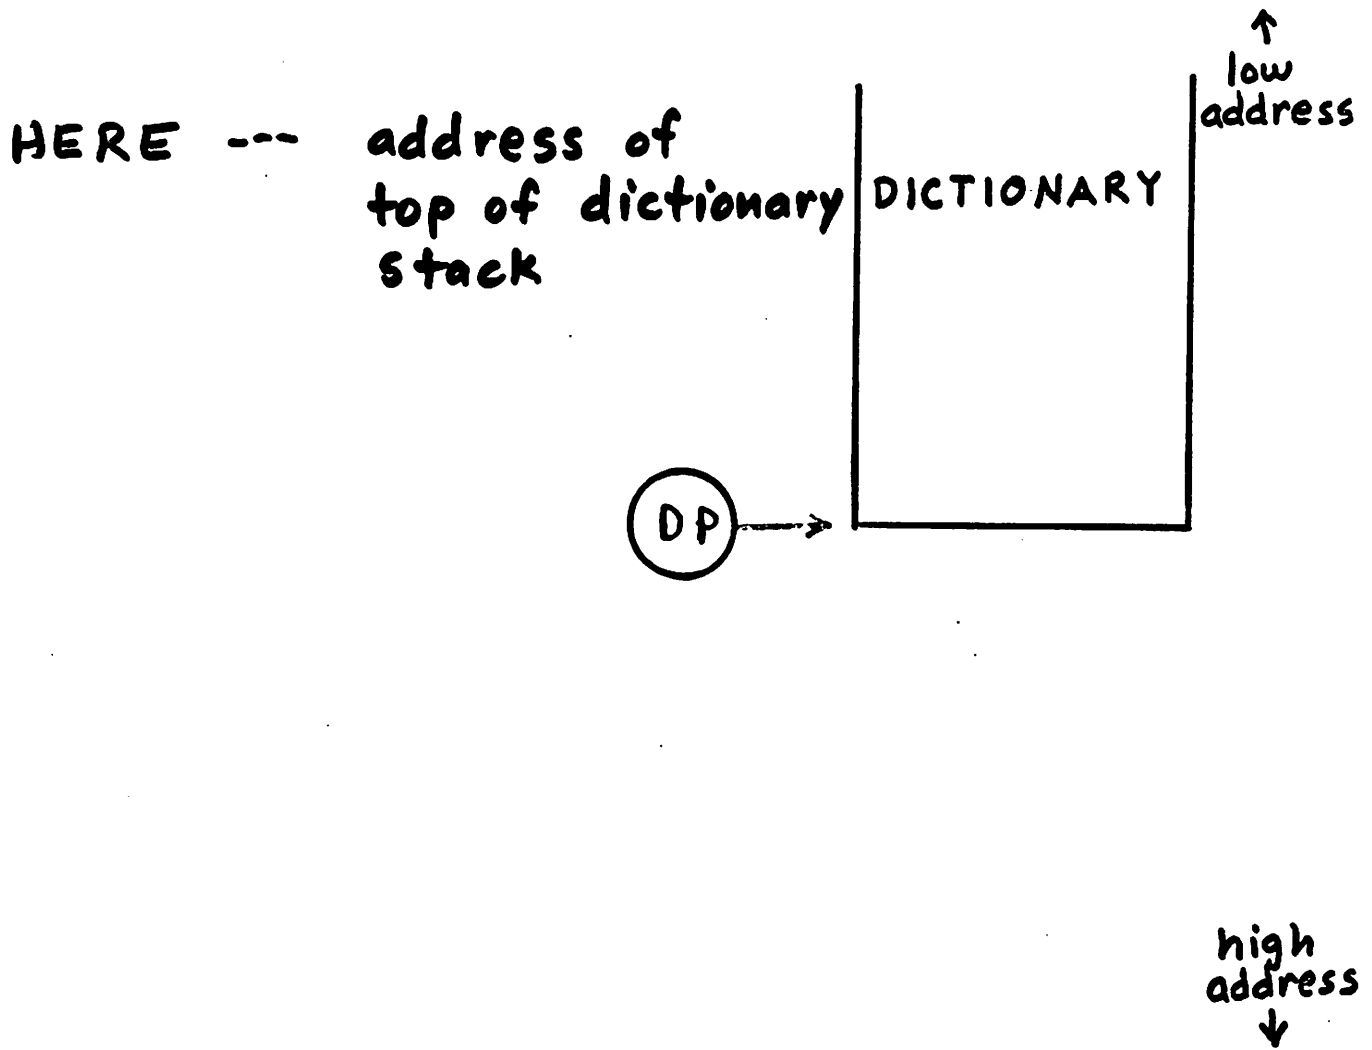 ↑
low
address
HERE --- address of
top of dictionary
stack
DICTIONARY
DP
high
address
↓